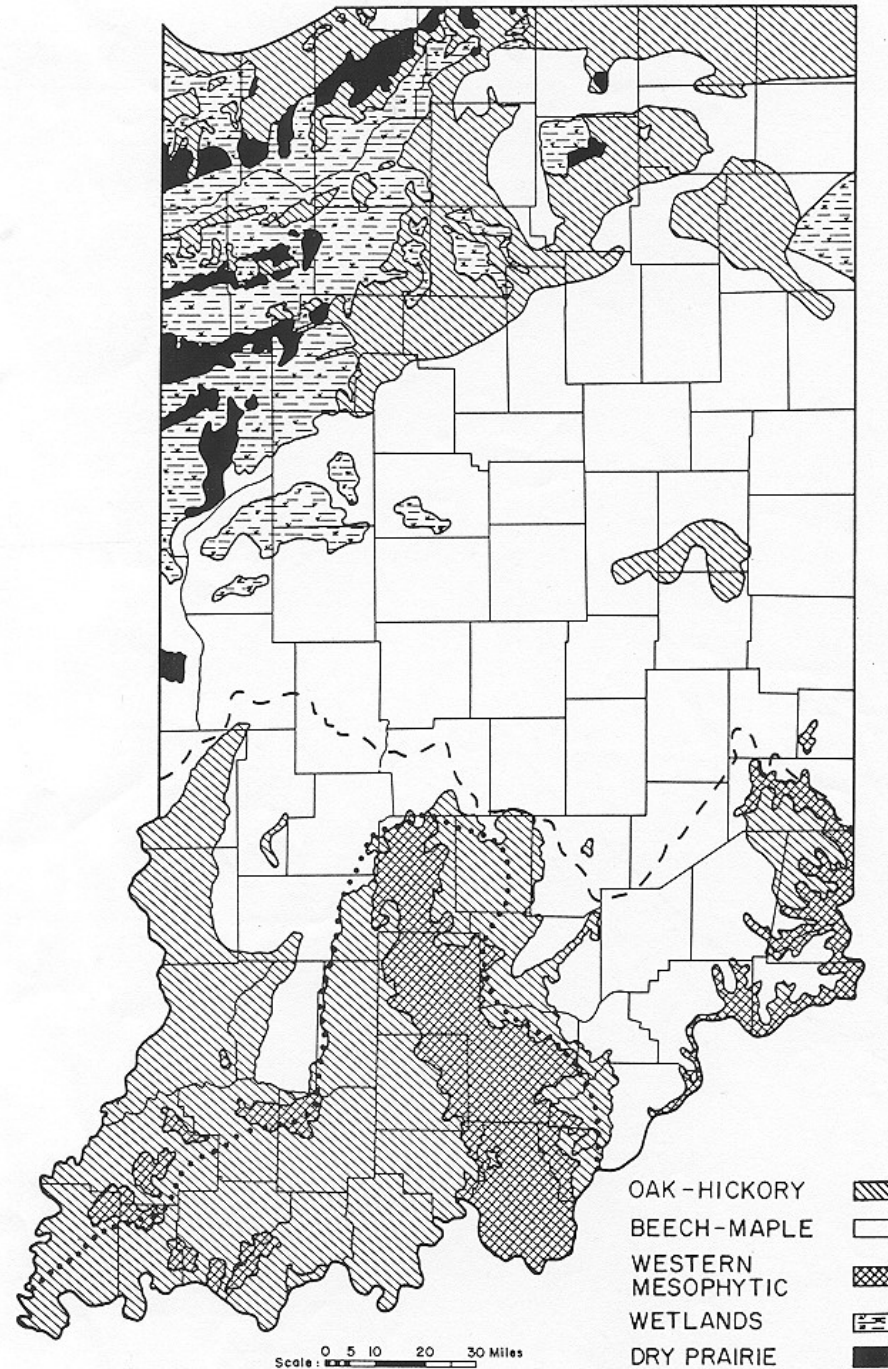 OAK-HICKORY
BEECH-MAPLE
WESTERN
MESOPHYTIC
WETLANDS
DRY PRAIRIE
Scale: 0 5 10 20 30 Miles